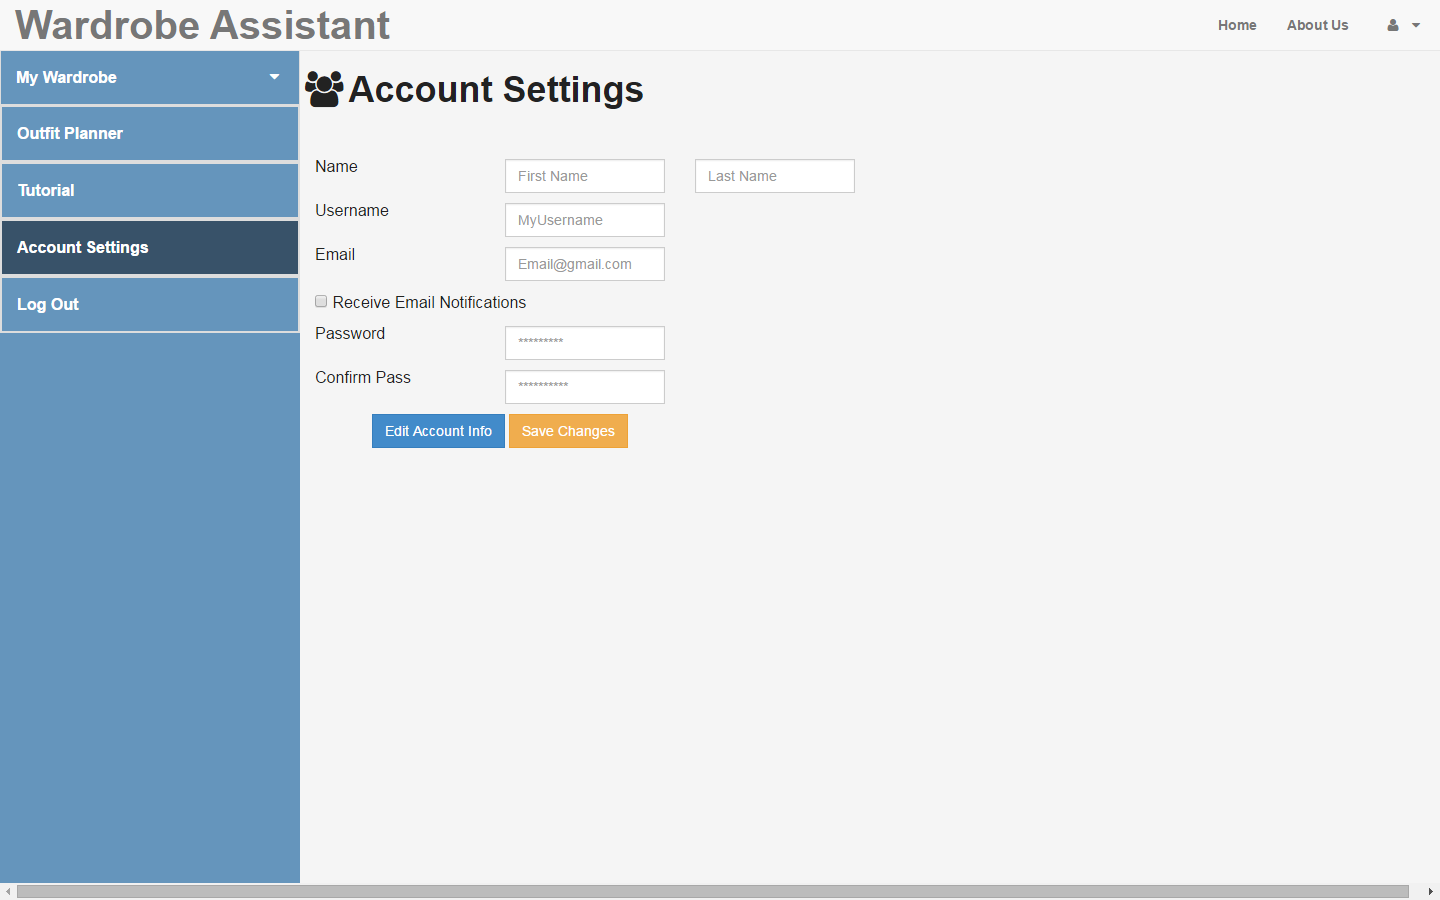 Wardrobe Assistant
Home About Us
My Wardrobe
Outfit Planner
Tutorial
Account Settings
Log Out
Account Settings
Name First Name Last Name
Username MyUsername
Email Email@gmail.com
Receive Email Notifications
Password *********
Confirm Pass **********
Edit Account Info Save Changes